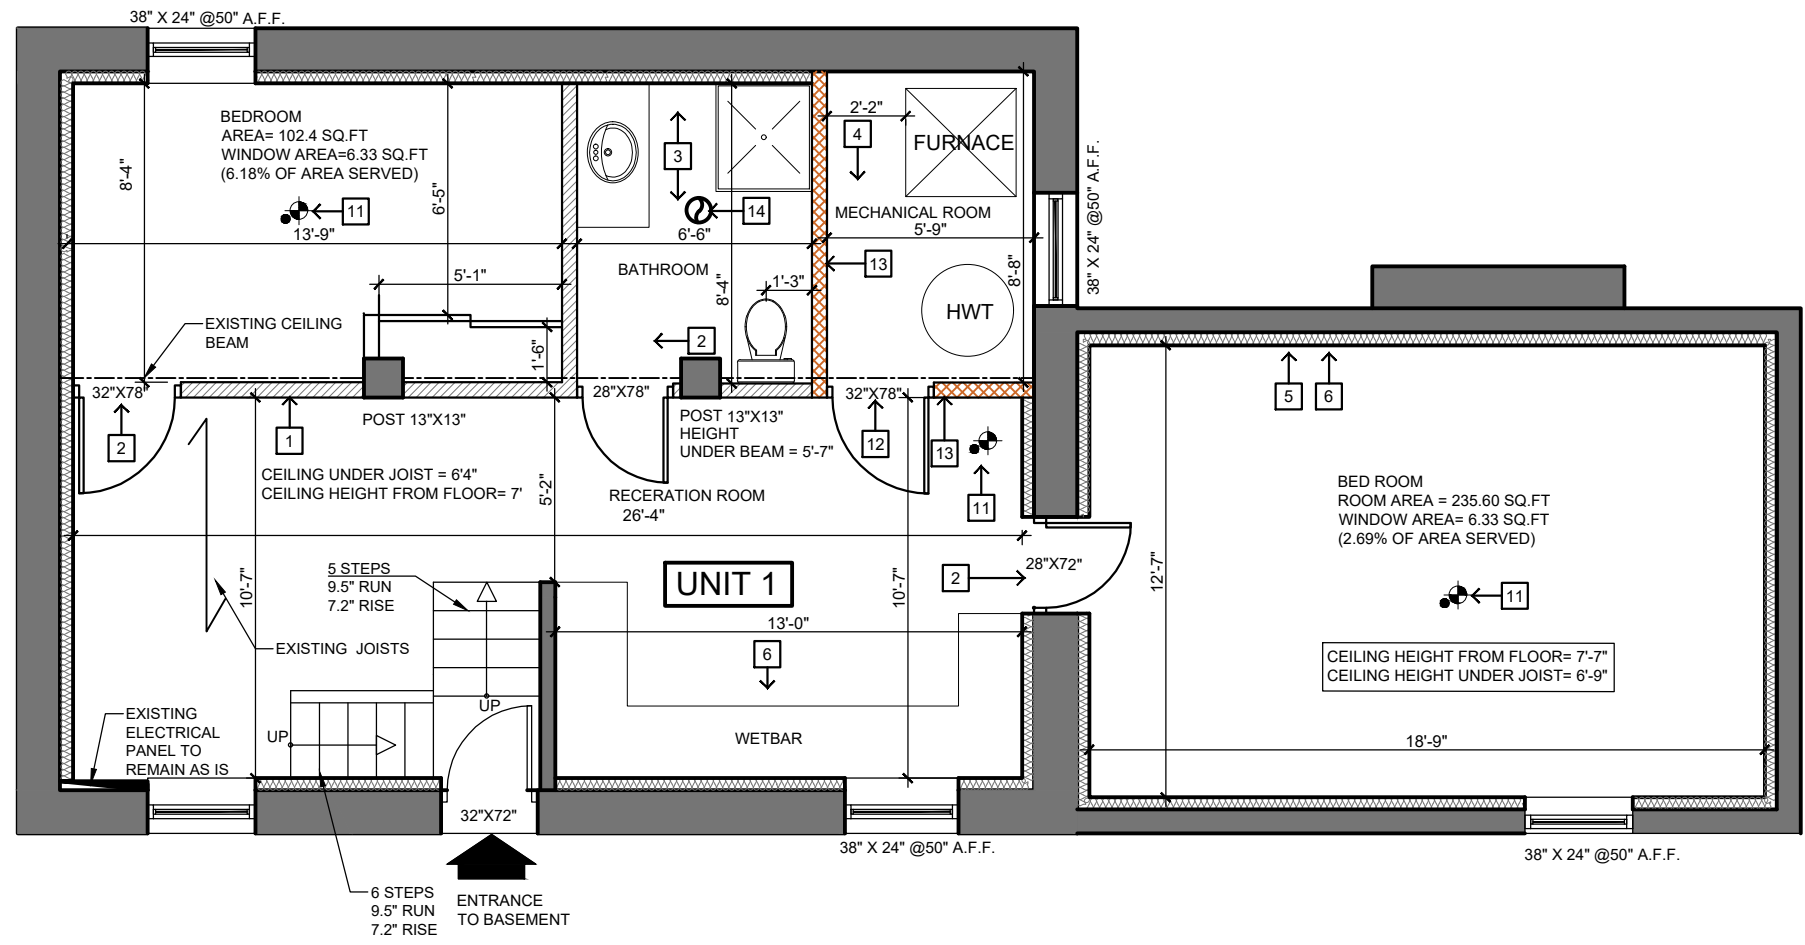 38" X 24" @50" A.F.F.
BEDROOM
AREA= 102.4 SQ.FT
WINDOW AREA=6.33 SQ.FT
(6.18% OF AREA SERVED)
8'-4"
6'-5"
11
13'-9"
5'-1"
EXISTING CEILING
BEAM
1'-6"
3
14
6'-6"
BATHROOM
8'-4"
1'-3"
2
2'-2"
4
FURNACE
MECHANICAL ROOM
5'-9"
13
8'-8"
HWT
38" X 24" @50" A.F.F.
32"X78"
28"X78"
32"X78"
2
1
POST 13"X13"
POST 13"X13"
HEIGHT
UNDER BEAM = 5'-7"
12
13
11
CEILING UNDER JOIST = 6'4"
CEILING HEIGHT FROM FLOOR= 7'
5'-2"
RECERATION ROOM
26'-4"
5
6
BED ROOM
ROOM AREA = 235.60 SQ.FT
WINDOW AREA= 6.33 SQ.FT
(2.69% OF AREA SERVED)
12'-7"
11
CEILING HEIGHT FROM FLOOR= 7'-7"
CEILING HEIGHT UNDER JOIST= 6'-9"
18'-9"
5 STEPS
9.5" RUN
7.2" RISE
10'-7"
UNIT 1
10'-7"
2
28"X72"
13'-0"
6
EXISTING JOISTS
UP
UP
WETBAR
EXISTING
ELECTRICAL
PANEL TO
REMAIN AS IS
32"X72"
38" X 24" @50" A.F.F.
38" X 24" @50" A.F.F.
6 STEPS
9.5" RUN
7.2" RISE
ENTRANCE
TO BASEMENT